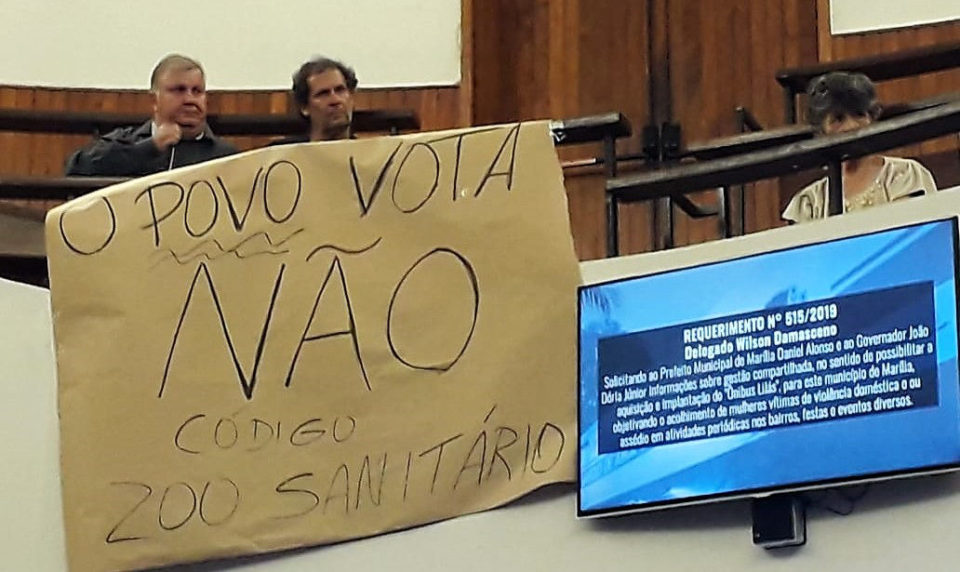 O POVO VOTA
NÃO
CÓDIGO
ZOO SANITÁRIO
REQUERIMENTO Nº 515/2019
Delegado Wilson Damasceno
Solicitando ao Prefeito Municipal de Marília Daniel Alonso e ao Governador João
Dória Júnior informações sobre gestão compartilhada, no sentido de possibilitar a
aquisição e implantação do "Ônibus Lilás", para este município de Marília,
objetivando o acolhimento de mulheres vítimas de violência doméstica e ou
assédio em atividades periódicas nos bairros, festas e eventos diversos.